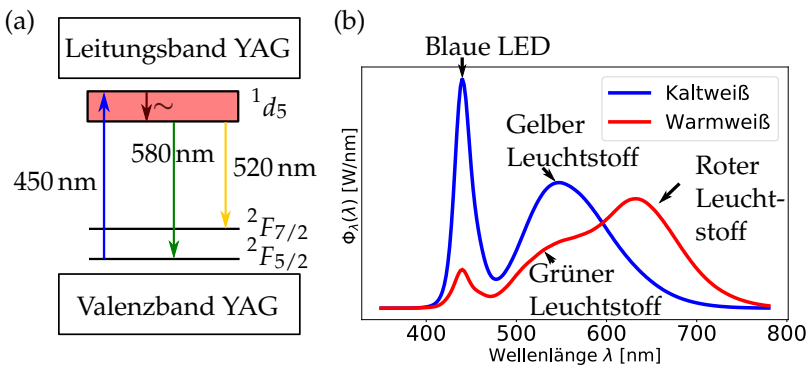 (a)
Leitungsband YAG
~
¹d₅
450 nm
580 nm
520 nm
²F₇/₂
²F₅/₂
Valenzband YAG
(b)
Blaue LED
Kaltweiß
Warmweiß
Gelber
Leuchtstoff
Roter
Leucht-
stoff
Grüner
Leuchtstoff
Φλ(λ) [W/nm]
400 500 600 700 800
Wellenlänge λ [nm]